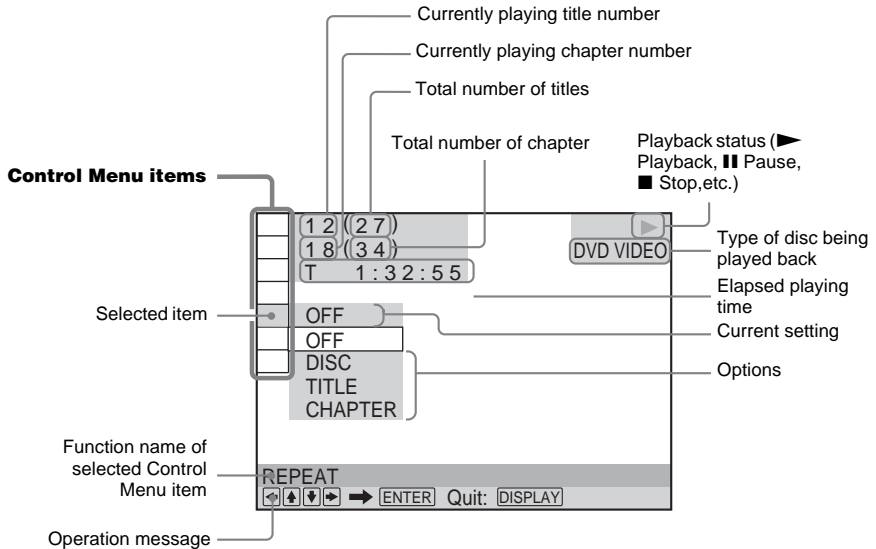 Currently playing title number
Currently playing chapter number
Total number of titles
Total number of chapter
Playback status (▶
Playback, ❚❚ Pause,
■ Stop,etc.)
Control Menu items
12(27)
18(34)
T 1:32:55
▶
DVD VIDEO
Type of disc being
played back
Elapsed playing
time
Selected item
OFF
Current setting
OFF
DISC
TITLE
CHAPTER
Options
Function name of
selected Control
Menu item
REPEAT
←↑↓→ ➡ ENTER Quit: DISPLAY
Operation message